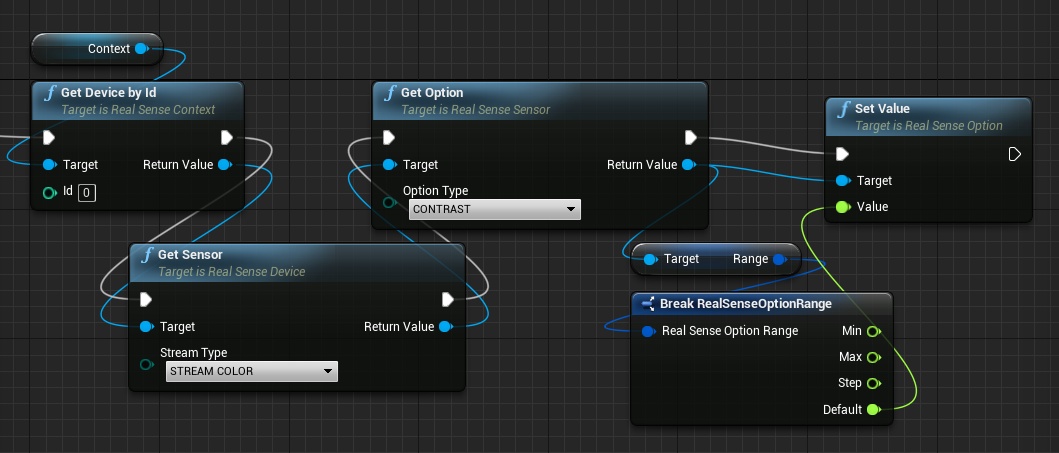 Context
Get Device by Id
Target is Real Sense Context
Target
Return Value
Id 0
Get Sensor
Target is Real Sense Device
Target
Return Value
Stream Type
STREAM COLOR
Get Option
Target is Real Sense Sensor
Target
Return Value
Option Type
CONTRAST
Target
Range
Break RealSenseOptionRange
Real Sense Option Range
Min
Max
Step
Default
Set Value
Target is Real Sense Option
Target
Value